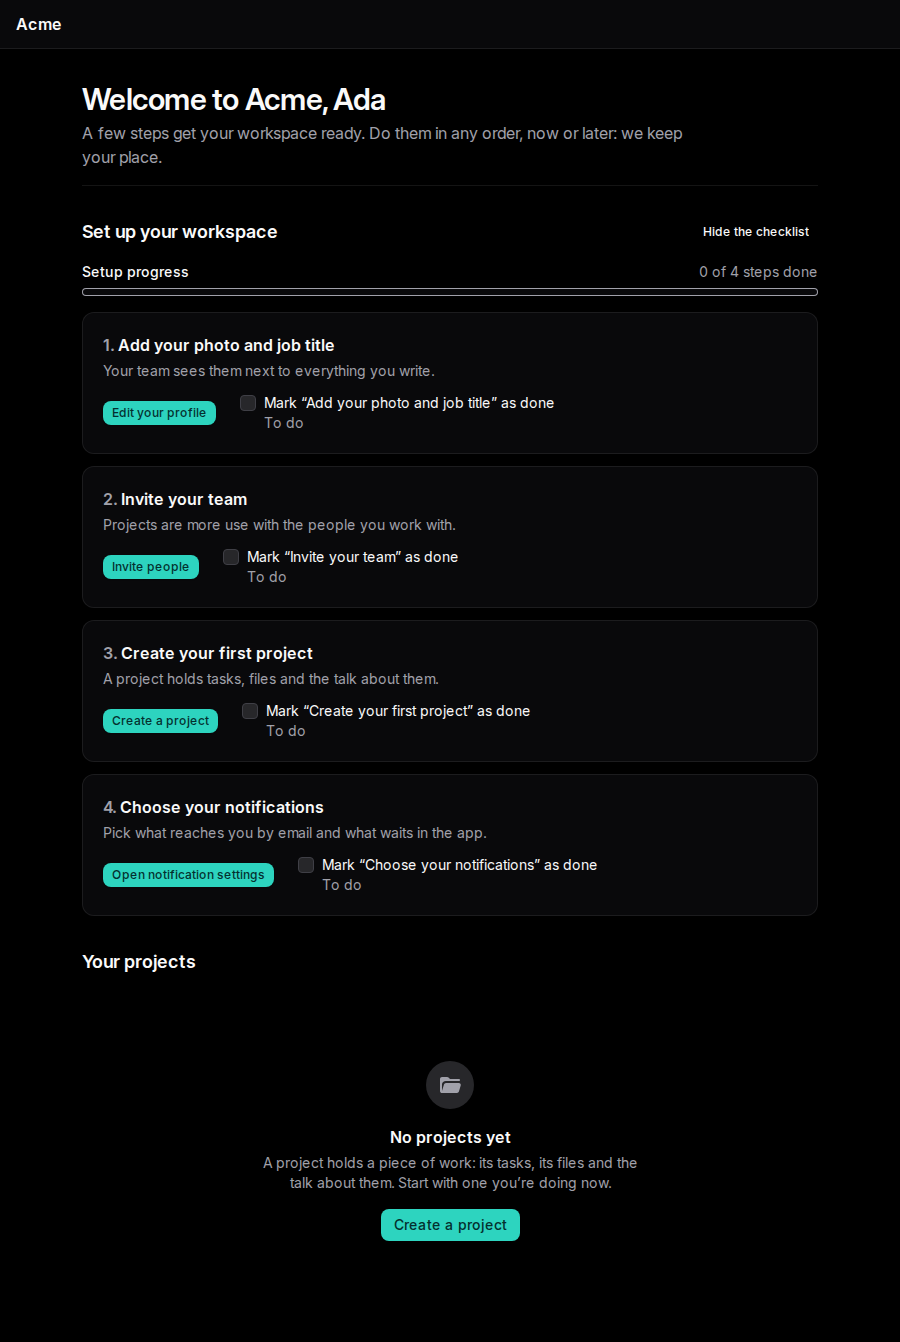 Acme
Welcome to Acme, Ada
A few steps get your workspace ready. Do them in any order, now or later: we keep
your place.
Set up your workspace
Hide the checklist
Setup progress
0 of 4 steps done
1. Add your photo and job title
Your team sees them next to everything you write.
Edit your profile
Mark “Add your photo and job title” as done
To do
2. Invite your team
Projects are more use with the people you work with.
Invite people
Mark “Invite your team” as done
To do
3. Create your first project
A project holds tasks, files and the talk about them.
Create a project
Mark “Create your first project” as done
To do
4. Choose your notifications
Pick what reaches you by email and what waits in the app.
Open notification settings
Mark “Choose your notifications” as done
To do
Your projects
No projects yet
A project holds a piece of work: its tasks, its files and the
talk about them. Start with one you’re doing now.
Create a project